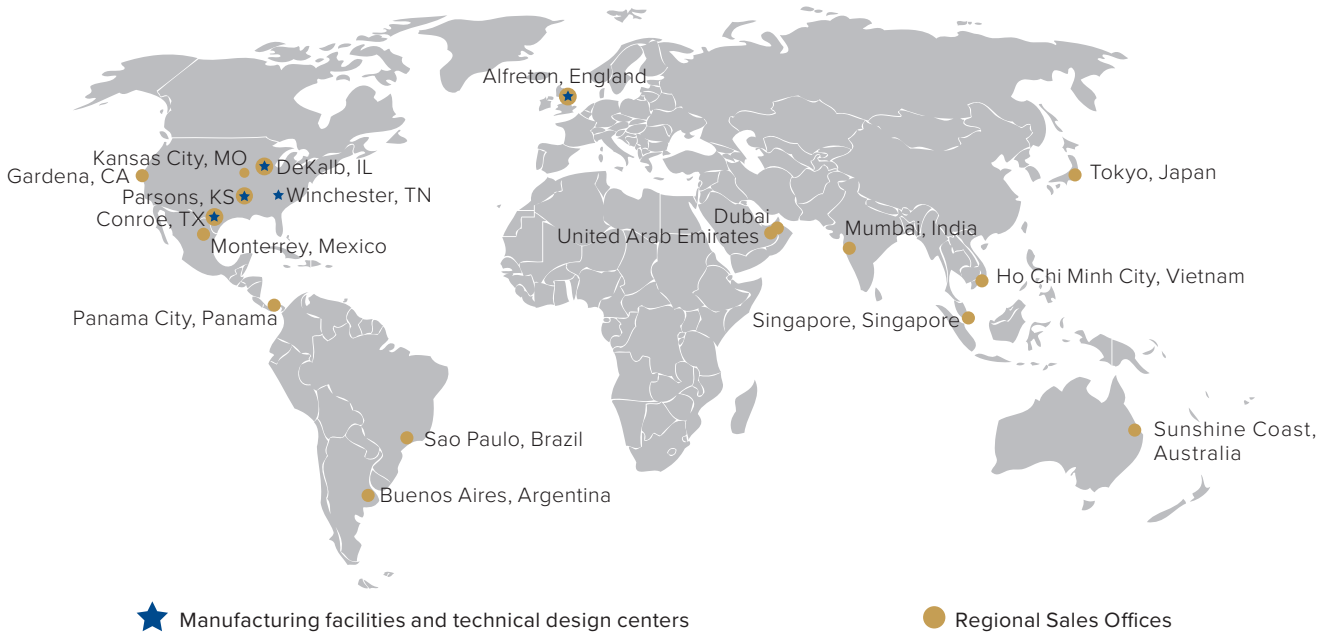 Alfreton, England
Kansas City, MO
DeKalb, IL
Gardena, CA
Tokyo, Japan
Parsons, KS
Winchester, TN
Conroe, TX
Dubai
United Arab Emirates
Mumbai, India
Monterrey, Mexico
Ho Chi Minh City, Vietnam
Panama City, Panama
Singapore, Singapore
Sao Paulo, Brazil
Sunshine Coast,
Australia
Buenos Aires, Argentina
Manufacturing facilities and technical design centers
Regional Sales Offices